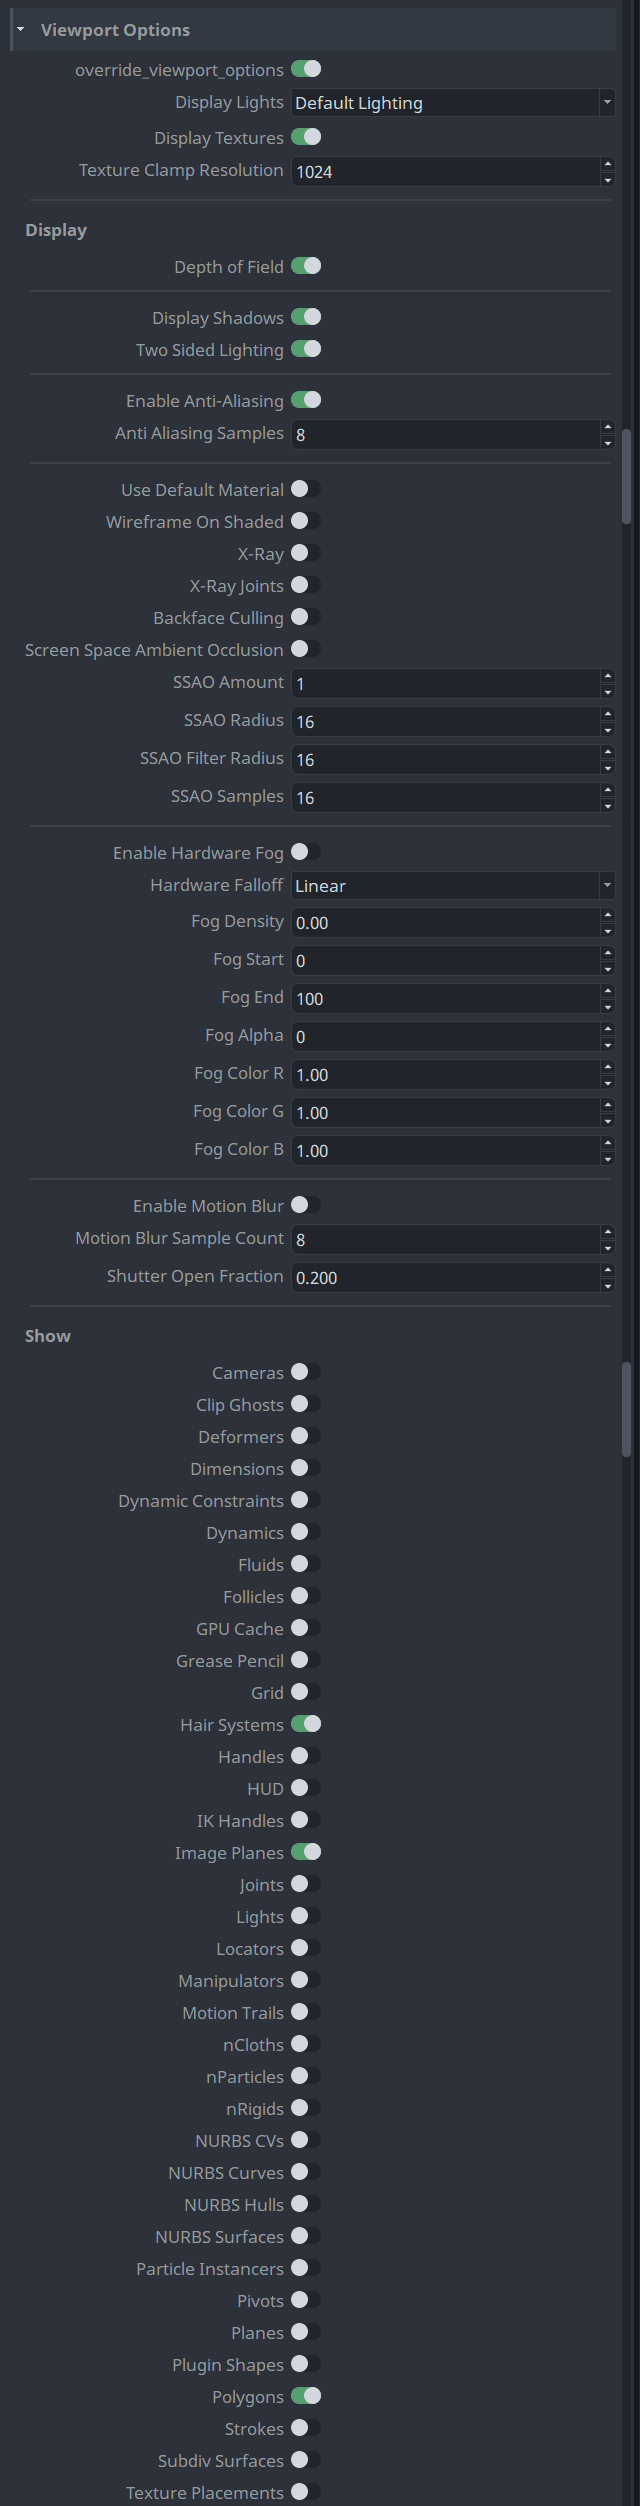 Viewport Options
override_viewport_options
Display Lights Default Lighting
Display Textures
Texture Clamp Resolution 1024
Display
Depth of Field
Display Shadows
Two Sided Lighting
Enable Anti-Aliasing
Anti Aliasing Samples 8
Use Default Material
Wireframe On Shaded
X-Ray
X-Ray Joints
Backface Culling
Screen Space Ambient Occlusion
SSAO Amount 1
SSAO Radius 16
SSAO Filter Radius 16
SSAO Samples 16
Enable Hardware Fog
Hardware Falloff Linear
Fog Density 0.00
Fog Start 0
Fog End 100
Fog Alpha 0
Fog Color R 1.00
Fog Color G 1.00
Fog Color B 1.00
Enable Motion Blur
Motion Blur Sample Count 8
Shutter Open Fraction 0.200
Show
Cameras
Clip Ghosts
Deformers
Dimensions
Dynamic Constraints
Dynamics
Fluids
Follicles
GPU Cache
Grease Pencil
Grid
Hair Systems
Handles
HUD
IK Handles
Image Planes
Joints
Lights
Locators
Manipulators
Motion Trails
nCloths
nParticles
nRigids
NURBS CVs
NURBS Curves
NURBS Hulls
NURBS Surfaces
Particle Instancers
Pivots
Planes
Plugin Shapes
Polygons
Strokes
Subdiv Surfaces
Texture Placements